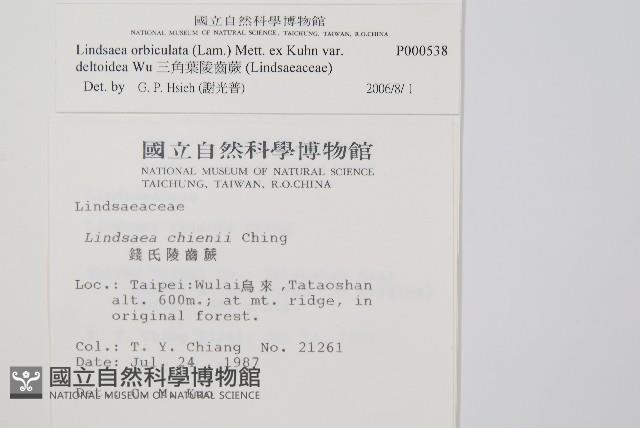 國立自然科學博物館
NATIONAL MUSEUM OF NATURAL SCIENCE, TAICHUNG, TAIWAN, R.O.CHINA
Lindsaea orbiculata (Lam.) Mett. ex Kuhn var. P000538
deltoidea Wu 三角葉陵齒蕨 (Lindsaeaceae)
Det. by G. P. Hsieh (謝光普) 2006/8/1
國立自然科學博物館
NATIONAL MUSEUM OF NATURAL SCIENCE
TAICHUNG, TAIWAN, R.O.CHINA
Lindsaeaceae
Lindsaea chienii Ching
錢氏陵齒蕨
Loc.: Taipei:Wulai烏來,Tataoshan
alt. 600m.; at mt. ridge, in
original forest.
Col.: T. Y. Chiang No. 21261
Date: Jul. 24, 1987
Det.: C. M. Kuo
國立自然科學博物館
NATIONAL MUSEUM OF NATURAL SCIENCE